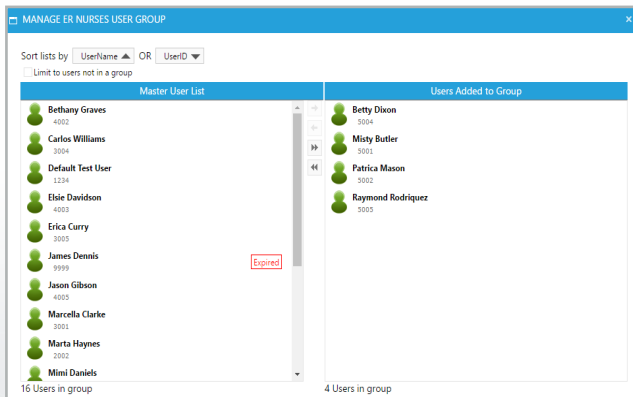 MANAGE ER NURSES USER GROUP
Sort lists by UserName OR UserID
Limit to users not in a group
Master User List
Bethany Graves
4002
Carlos Williams
3004
Default Test User
1234
Elsie Davidson
4003
Erica Curry
3005
James Dennis
9999
Expired
Jason Gibson
4005
Marcella Clarke
3001
Marta Haynes
2002
Mimi Daniels
16 Users in group
Users Added to Group
Betty Dixon
5004
Misty Butler
5001
Patrica Mason
5002
Raymond Rodriquez
5005
4 Users in group